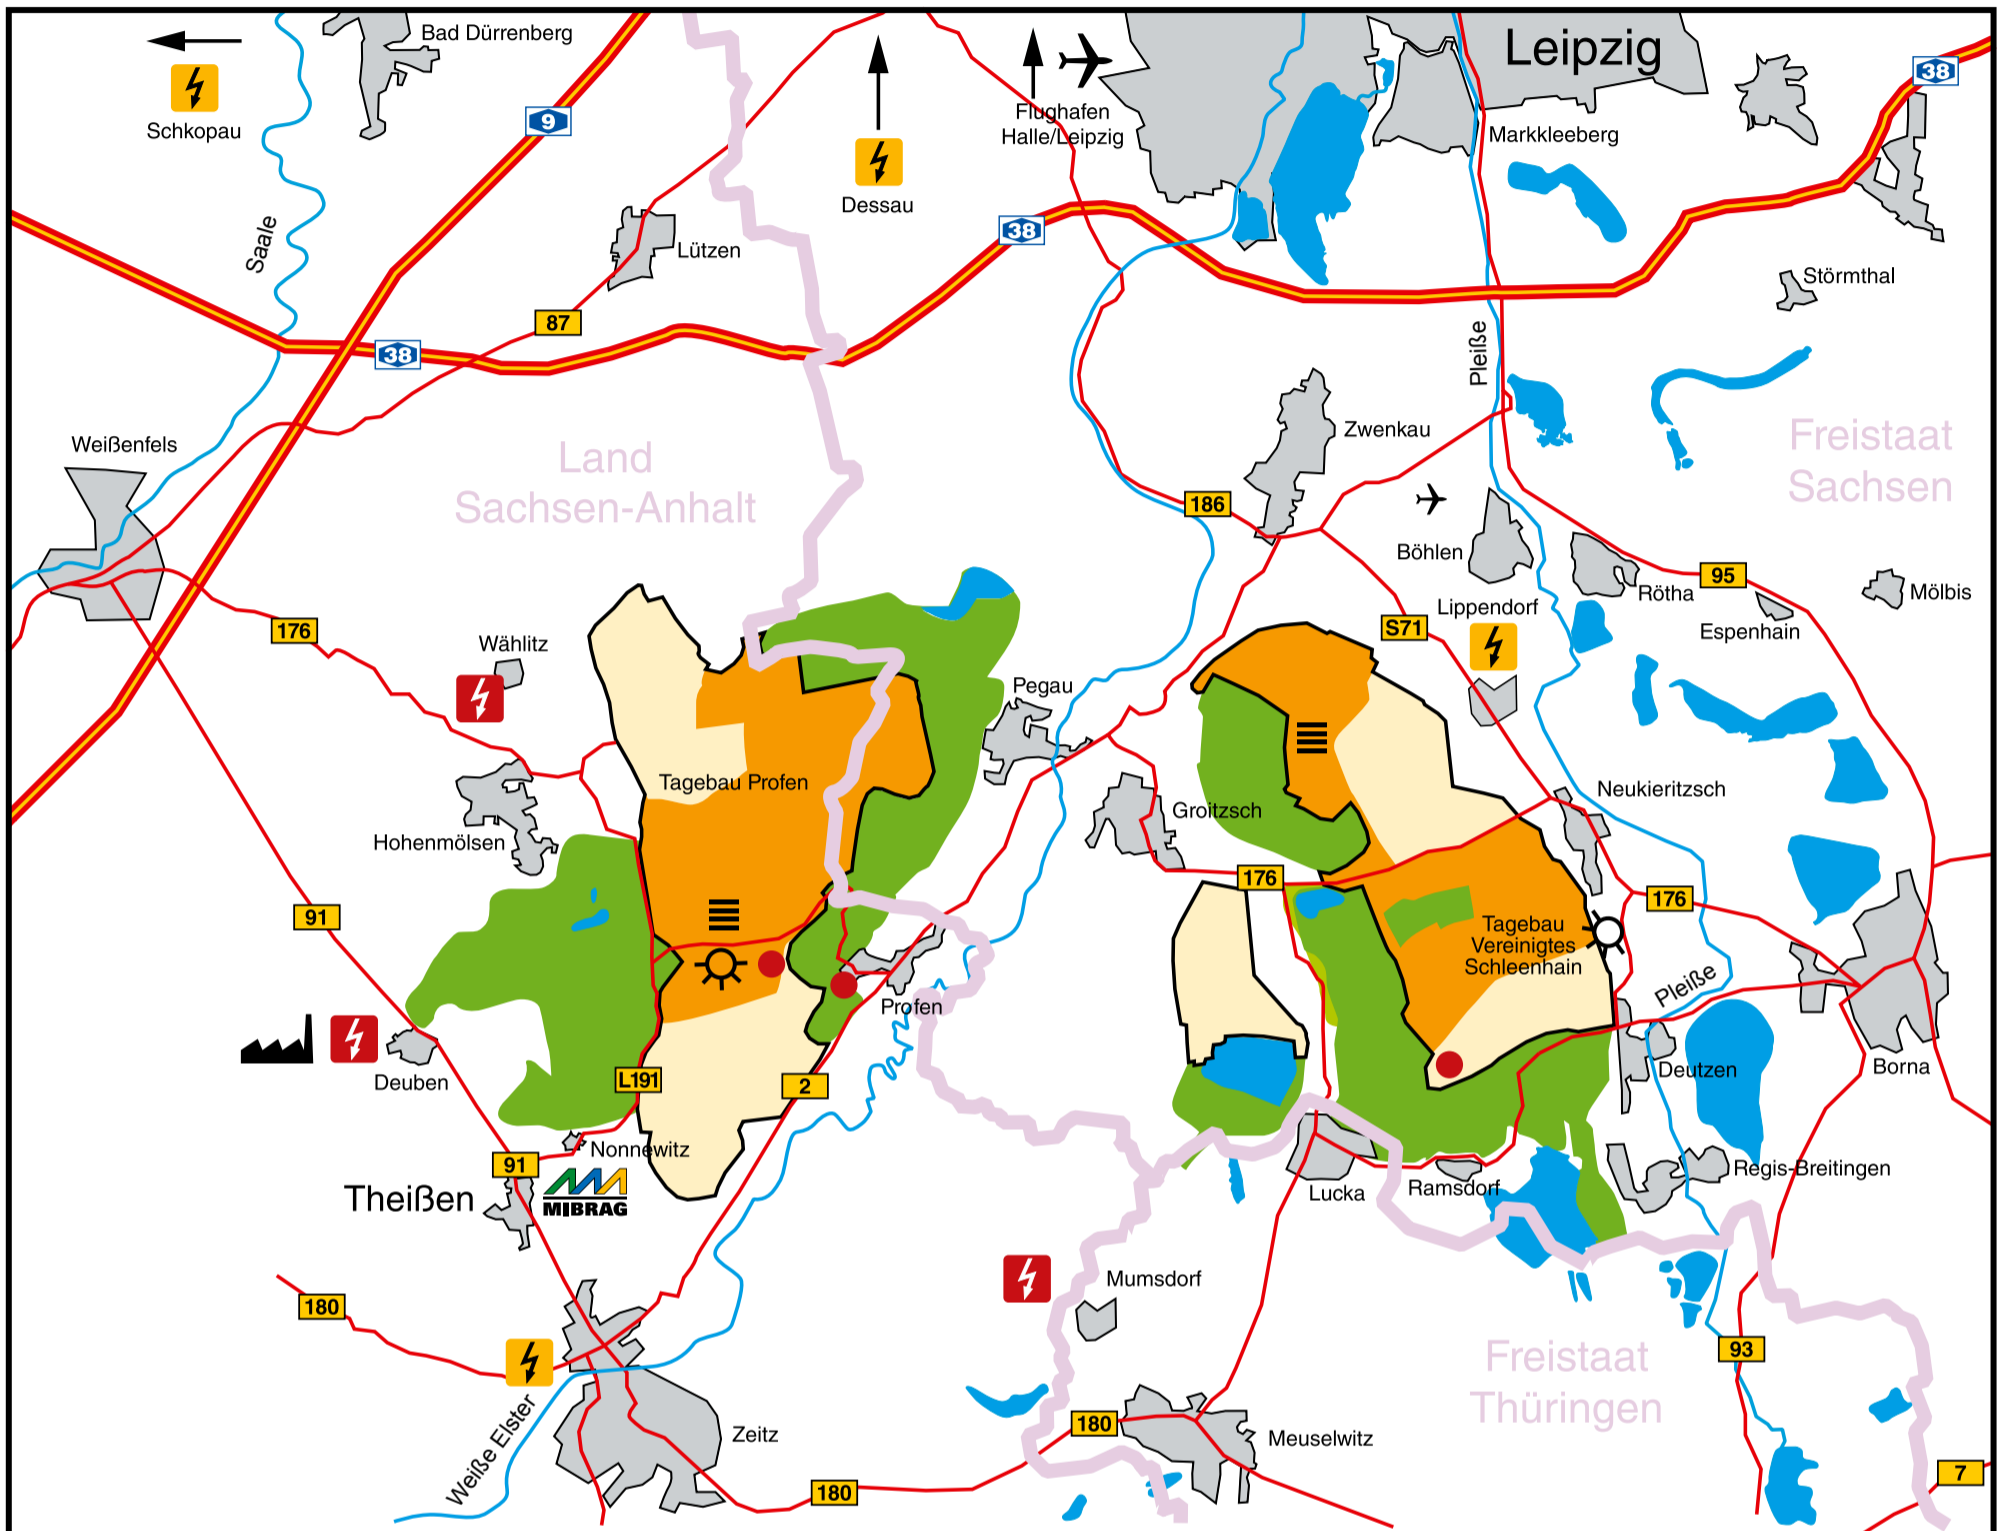 Bad Dürrenberg
Leipzig
38
Schkopau
9
Flughafen
Halle/Leipzig
Markkleeberg
Dessau
Saale
Lützen
38
Störmthal
87
38
Pleiße
Weißenfels
Zwenkau
Land
Sachsen-Anhalt
Freistaat
Sachsen
186
Böhlen
95
Rötha
Mölbis
Lippendorf
Espenhain
176
S71
Wählitz
Pegau
Tagebau Profen
Neukieritzsch
Groitzsch
Hohenmölsen
176
176
91
Tagebau
Vereinigtes
Schleenhain
Pleiße
Profen
Deuben
L191
2
Deutzen
Borna
Nonnewitz
91
MIBRAG
Theißen
Lucka
Ramsdorf
Regis-Breitingen
Mumsdorf
180
93
Freistaat
Thüringen
Weiße Elster
Zeitz
180
Meuselwitz
180
7